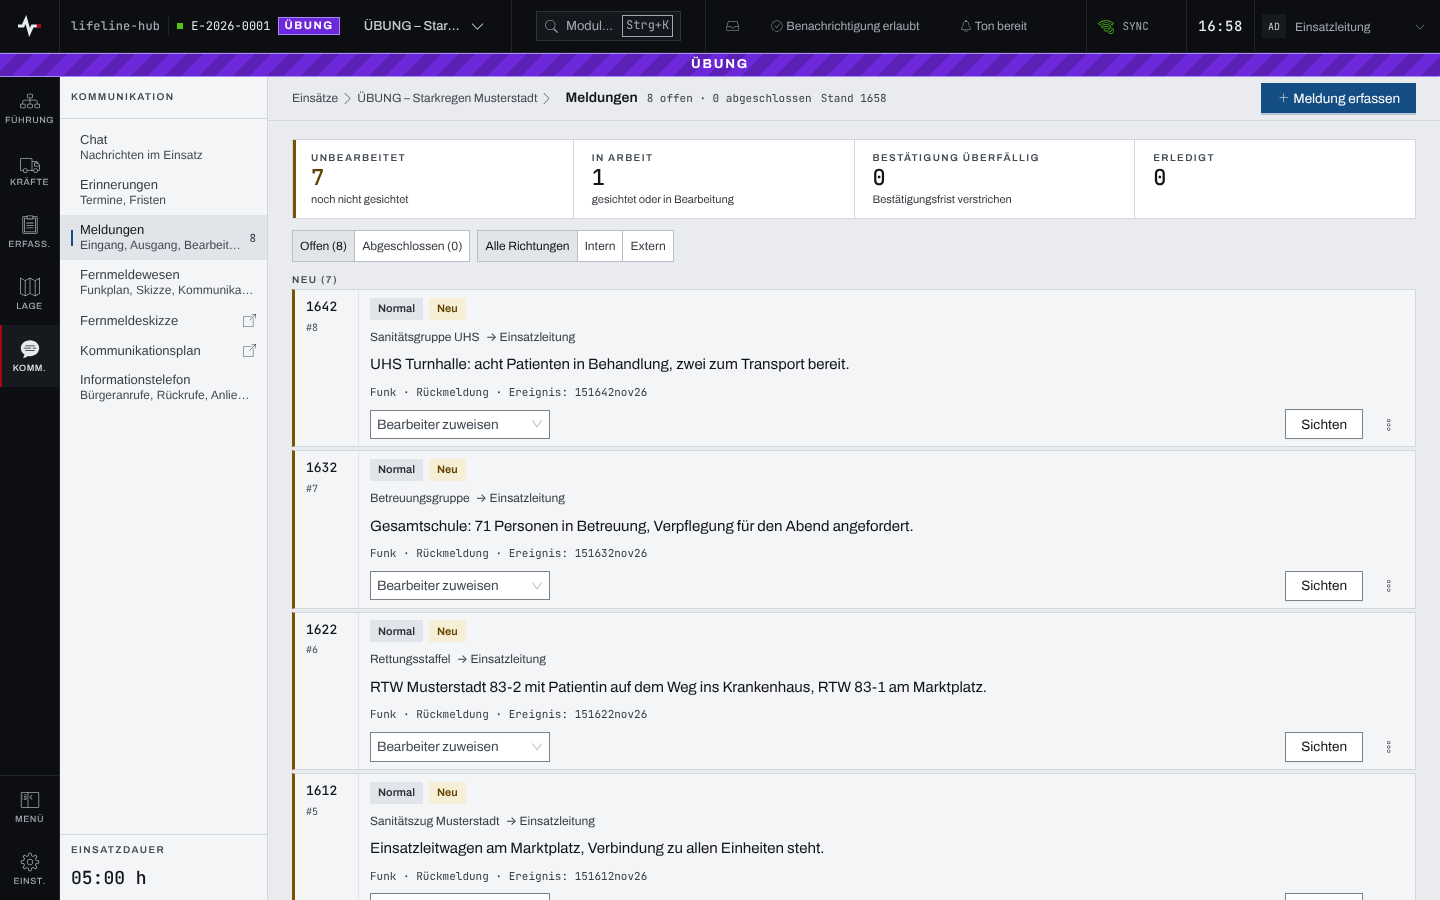 lifeline-hub E-2026-0001 ÜBUNG ÜBUNG – Star... Modul... Strg+K Benachrichtigung erlaubt Ton bereit SYNC 16:58 AD Einsatzleitung
ÜBUNG
FÜHRUNG
KRÄFTE
ERFASS.
LAGE
KOMM.
MENÜ
EINST.
KOMMUNIKATION
Chat
Nachrichten im Einsatz
Erinnerungen
Termine, Fristen
Meldungen
Eingang, Ausgang, Bearbeit... 8
Fernmeldewesen
Funkplan, Skizze, Kommunika...
Fernmeldeskizze
Kommunikationsplan
Informationstelefon
Bürgeranrufe, Rückrufe, Anlie...
EINSATZDAUER
05:00 h
Einsätze ÜBUNG – Starkregen Musterstadt Meldungen 8 offen · 0 abgeschlossen Stand 1658
+ Meldung erfassen
UNBEARBEITET
7
noch nicht gesichtet
IN ARBEIT
1
gesichtet oder in Bearbeitung
BESTÄTIGUNG ÜBERFÄLLIG
0
Bestätigungsfrist verstrichen
ERLEDIGT
0
Offen (8) Abgeschlossen (0) Alle Richtungen Intern Extern
NEU (7)
1642
#8
Normal Neu
Sanitätsgruppe UHS → Einsatzleitung
UHS Turnhalle: acht Patienten in Behandlung, zwei zum Transport bereit.
Funk · Rückmeldung · Ereignis: 151642nov26
Bearbeiter zuweisen Sichten
1632
#7
Normal Neu
Betreuungsgruppe → Einsatzleitung
Gesamtschule: 71 Personen in Betreuung, Verpflegung für den Abend angefordert.
Funk · Rückmeldung · Ereignis: 151632nov26
Bearbeiter zuweisen Sichten
1622
#6
Normal Neu
Rettungsstaffel → Einsatzleitung
RTW Musterstadt 83-2 mit Patientin auf dem Weg ins Krankenhaus, RTW 83-1 am Marktplatz.
Funk · Rückmeldung · Ereignis: 151622nov26
Bearbeiter zuweisen Sichten
1612
#5
Normal Neu
Sanitätszug Musterstadt → Einsatzleitung
Einsatzleitwagen am Marktplatz, Verbindung zu allen Einheiten steht.
Funk · Rückmeldung · Ereignis: 151612nov26